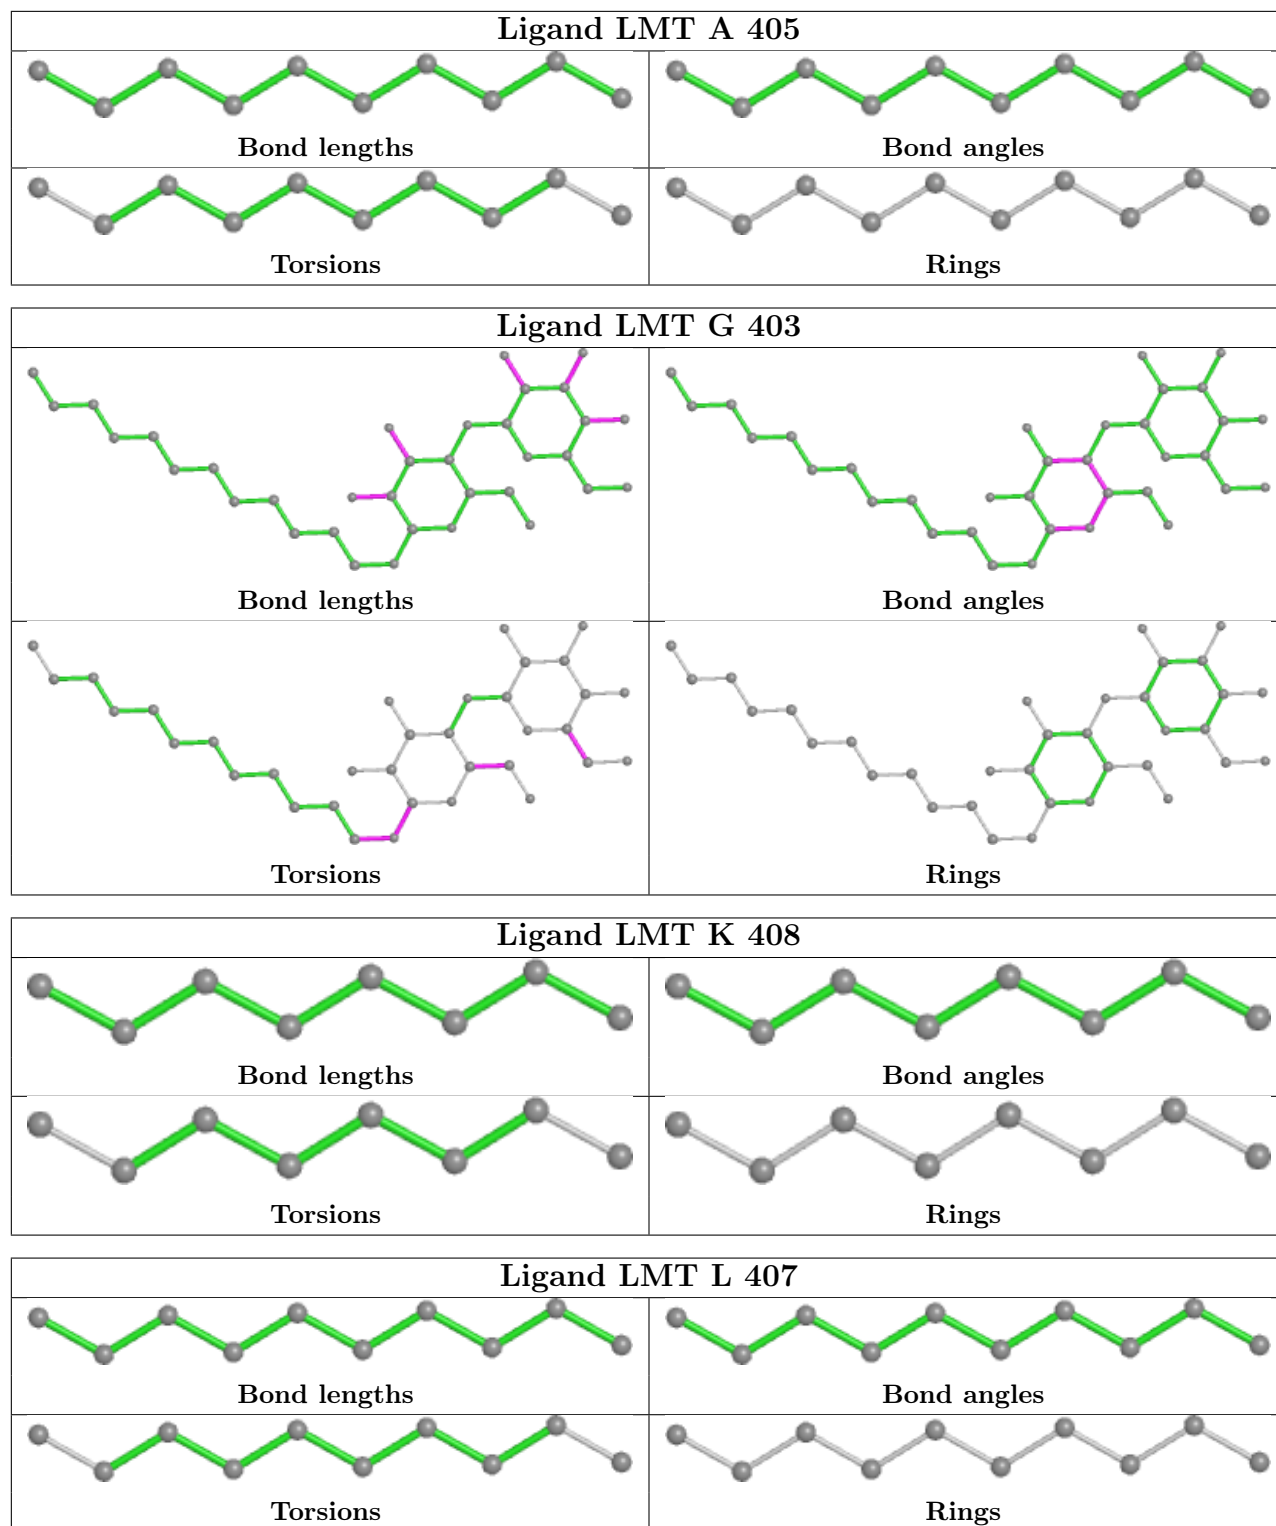 Ligand LMT A 405
Bond lengths
Bond angles
Torsions
Rings
Ligand LMT G 403
Bond lengths
Bond angles
Torsions
Rings
Ligand LMT K 408
Bond lengths
Bond angles
Torsions
Rings
Ligand LMT L 407
Bond lengths
Bond angles
Torsions
Rings